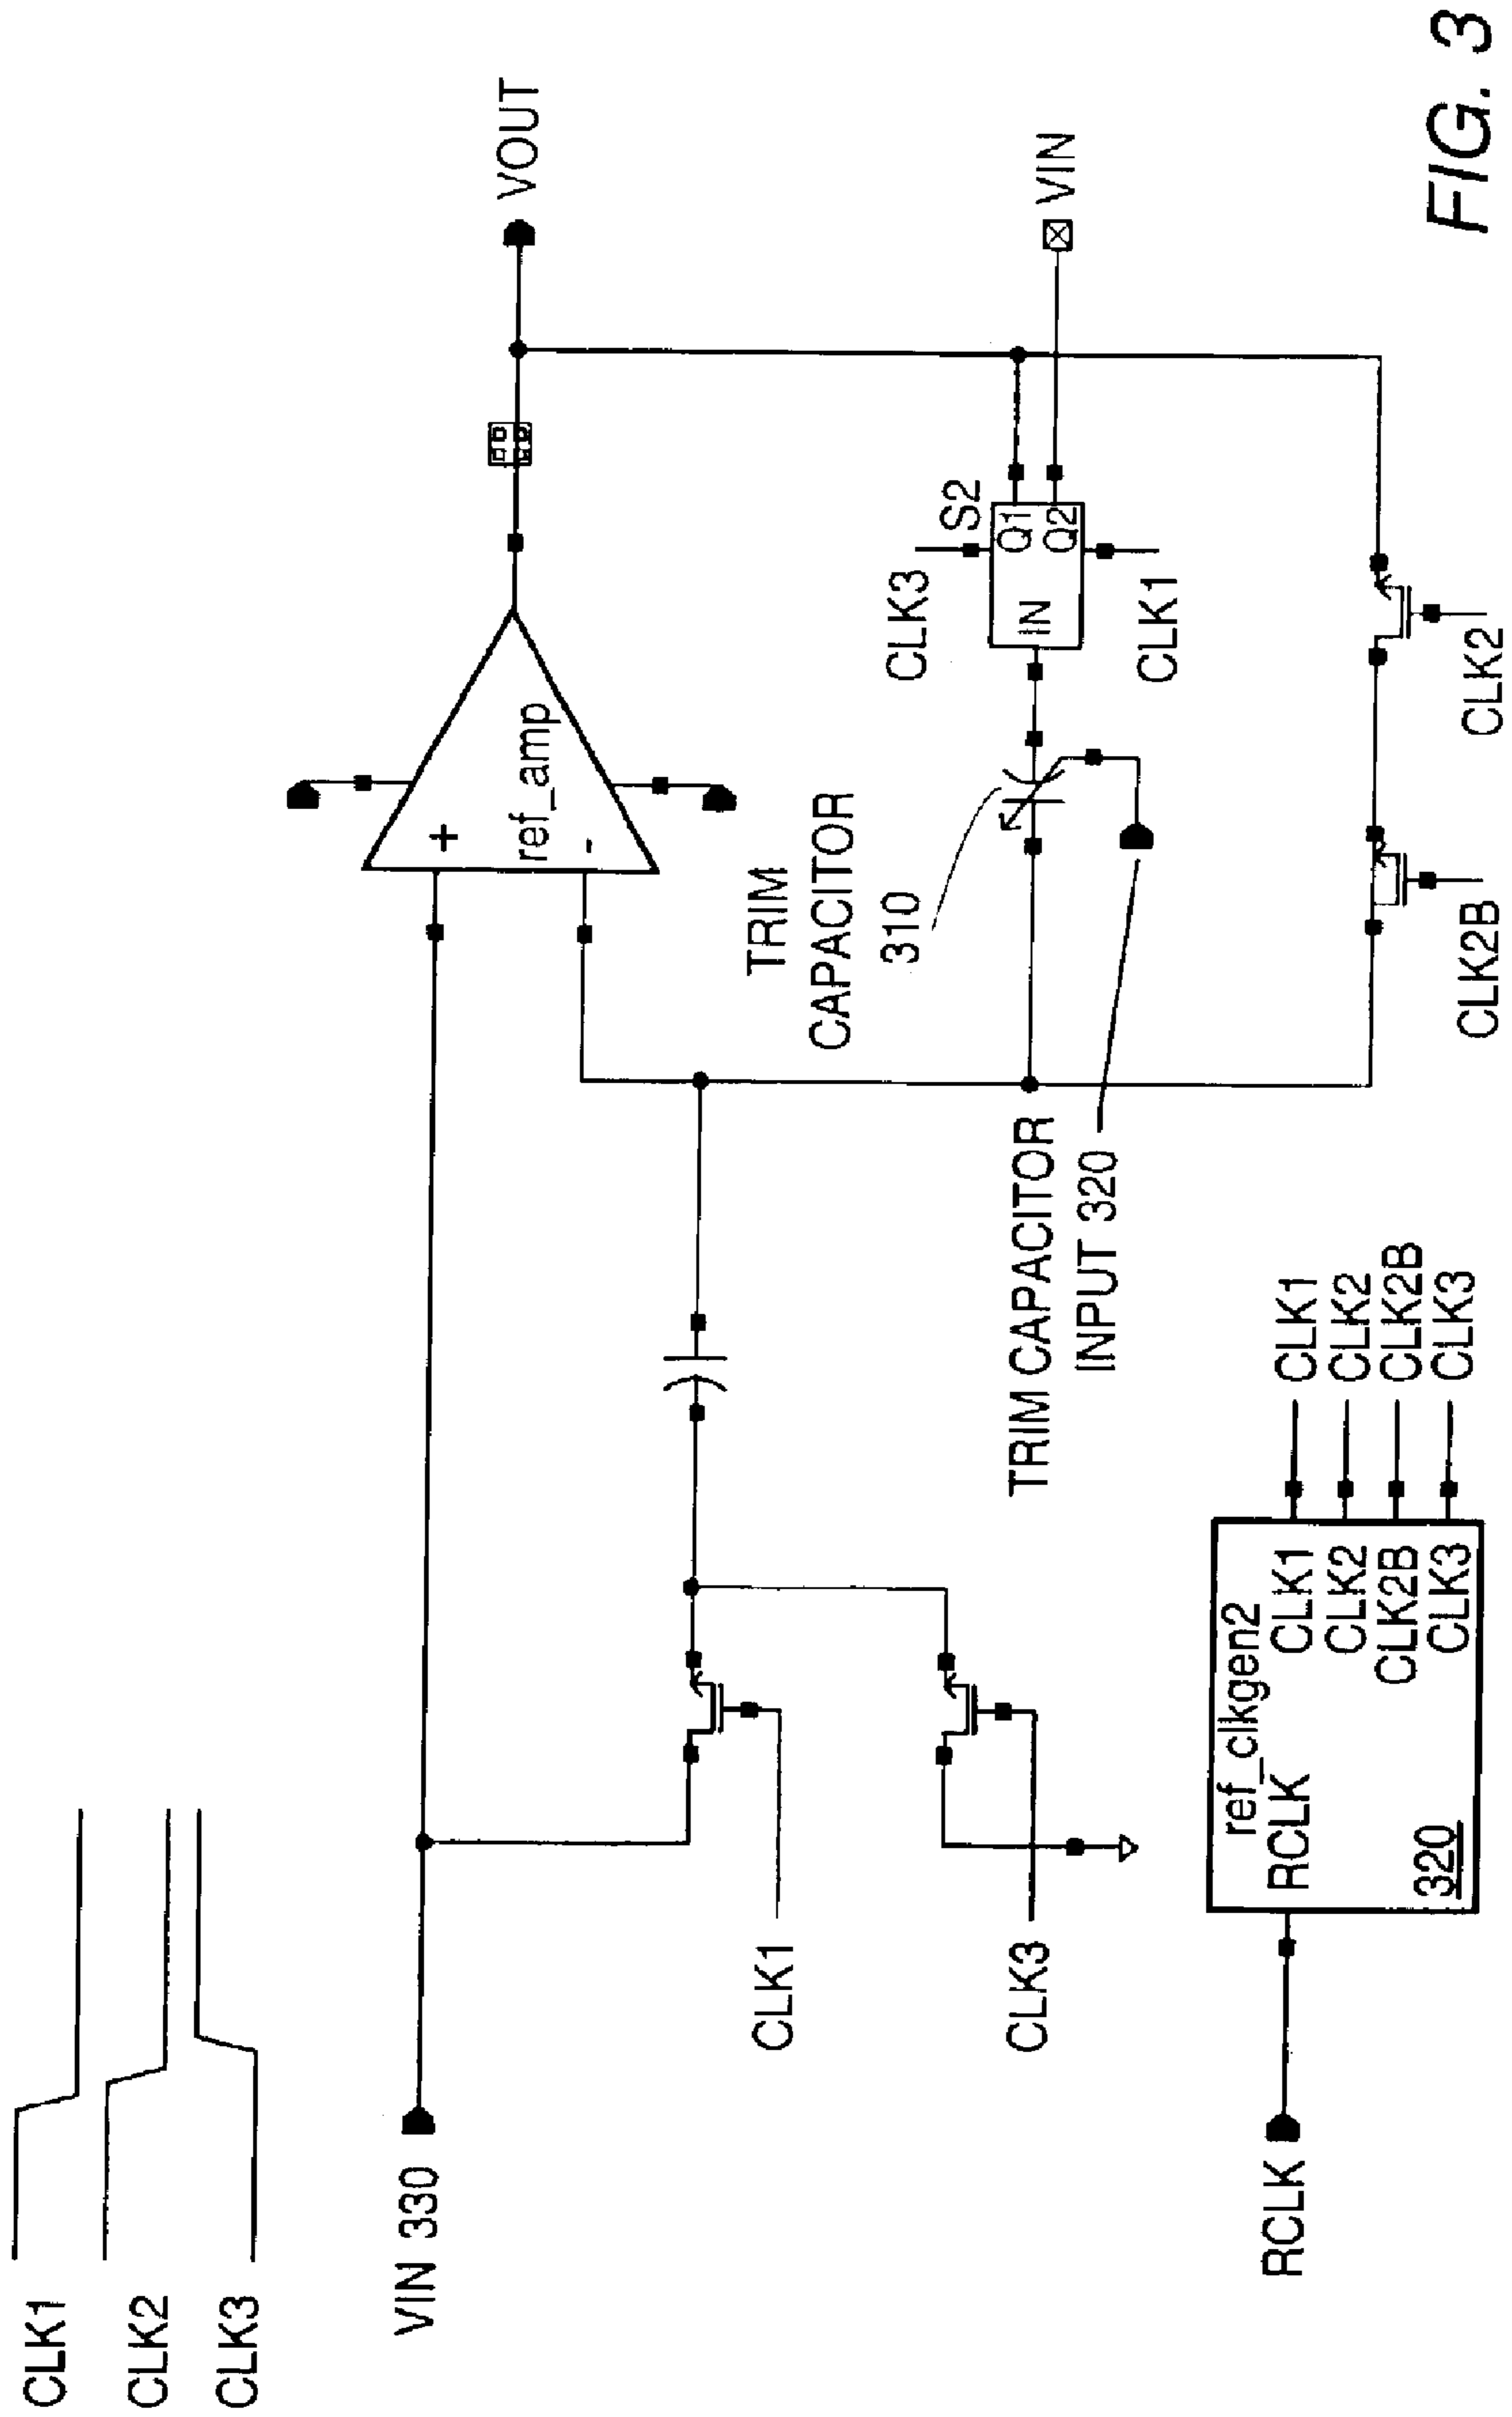 CLK1
CLK2
CLK3
VIN 330
VOUT
+
ref_amp
-
CLK1
CLK3
TRIM
CAPACITOR
310
CLK3
S2
IN
Q1
Q2
VIN
CLK1
TRIM CAPACITOR
INPUT 320
CLK2B
CLK2
RCLK
ref_clkgen2
RCLK
320
CLK1
CLK2
CLK2B
CLK3
CLK1
CLK2
CLK2B
CLK3
FIG. 3